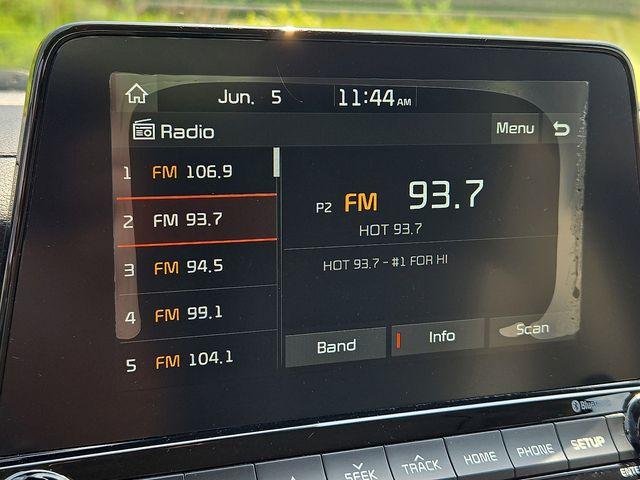 Jun. 5 11:44 AM
Radio Menu
1 FM 106.9
2 FM 93.7
3 FM 94.5
4 FM 99.1
5 FM 104.1
P2 FM 93.7
HOT 93.7
HOT 93.7 - #1 FOR HI
Band Info Scan
SEEK TRACK HOME PHONE SETUP